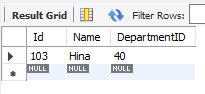 Result Grid Filter Rows:
Id Name DepartmentID
103 Hina 40
NULL NULL NULL